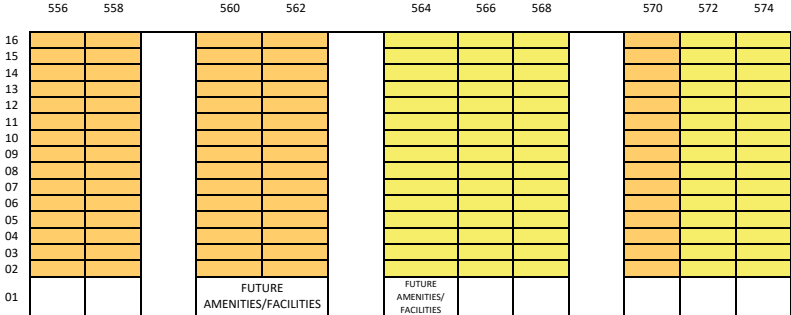 556 558 560 562 564 566 568 570 572 574
16
15
14
13
12
11
10
09
08
07
06
05
04
03
02
01
FUTURE
AMENITIES/FACILITIES
FUTURE
AMENITIES/
FACILITIES